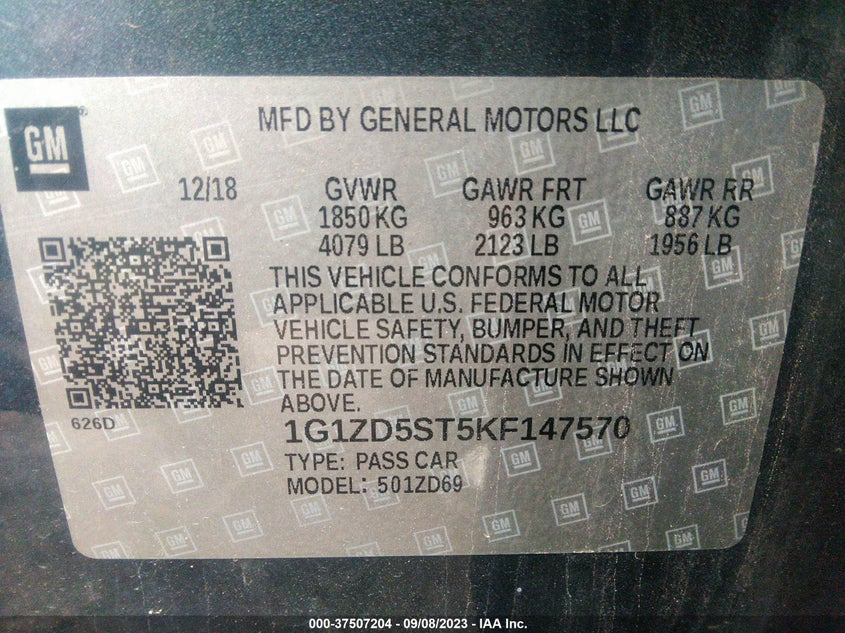 GM
MFD BY GENERAL MOTORS LLC
12/18 GVWR GAWR FRT GAWR RR
1850 KG 963 KG 887 KG
4079 LB 2123 LB 1956 LB
THIS VEHICLE CONFORMS TO ALL
APPLICABLE U.S. FEDERAL MOTOR
VEHICLE SAFETY, BUMPER, AND THEFT
PREVENTION STANDARDS IN EFFECT ON
THE DATE OF MANUFACTURE SHOWN
ABOVE.
626D
1G1ZD5ST5KF147570
TYPE: PASS CAR
MODEL: 501ZD69
000-37507204 - 09/08/2023 - IAA Inc.